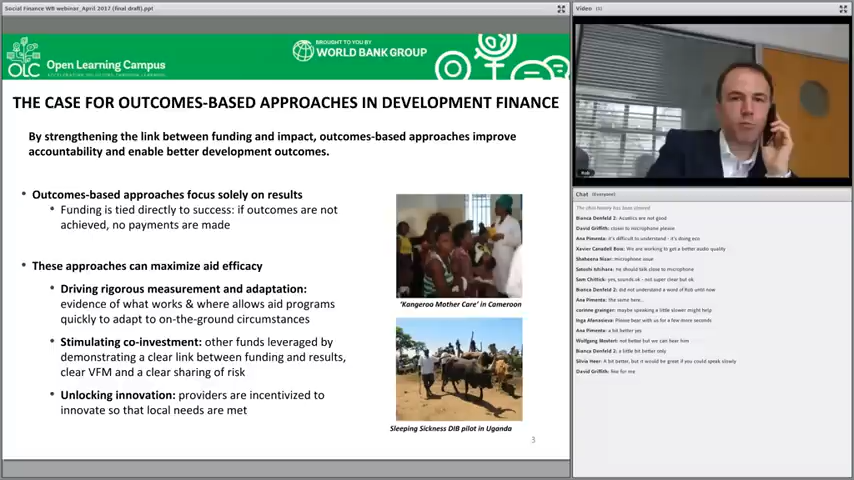 Social Finance WB webinar_April 2017 (final draft).ppt
OLC Open Learning Campus
BROUGHT TO YOU BY
WORLD BANK GROUP
THE CASE FOR OUTCOMES-BASED APPROACHES IN DEVELOPMENT FINANCE
By strengthening the link between funding and impact, outcomes-based approaches improve
accountability and enable better development outcomes.
• Outcomes-based approaches focus solely on results
• Funding is tied directly to success: if outcomes are not
achieved, no payments are made
• These approaches can maximize aid efficacy
• Driving rigorous measurement and adaptation:
evidence of what works & where allows aid programs
quickly to adapt to on-the-ground circumstances
• Stimulating co-investment: other funds leveraged by
demonstrating a clear link between funding and results,
clear VFM and a clear sharing of risk
• Unlocking innovation: providers are incentivized to
innovate so that local needs are met
'Kangeroo Mother Care' in Cameroon
Sleeping Sickness DIB pilot in Uganda
3
Video (1)
Rob
Chat (Everyone)
The chat history has been cleared
Bianca Denfeld 2: Acustics are not good
David Griffith: closer to microphone please
Ana Pimenta: it's difficult to understand - it's doing eco
Xavier Canadell Bois: We are working to get a better audio quality
Shaheena Nizar: microphone issue
Satoshi Ishihara: he should talk close to microphone
Sam Chittick: yes, sounds ok - not super clear but ok
Bianca Denfeld 2: did not understand a word of Rob until now
Ana Pimenta: The same here...
corinne grainger: maybe speaking a little slower might help
Inga Afanasieva: Please bear with us for a few more seconds
Ana Pimenta: a bit better yes
not better but we can hear him
Bianca Denfeld 2: a little bit better only
Silvia Heer: A bit better, but it would be great if you could speak slowly
David Griffith: fine for me